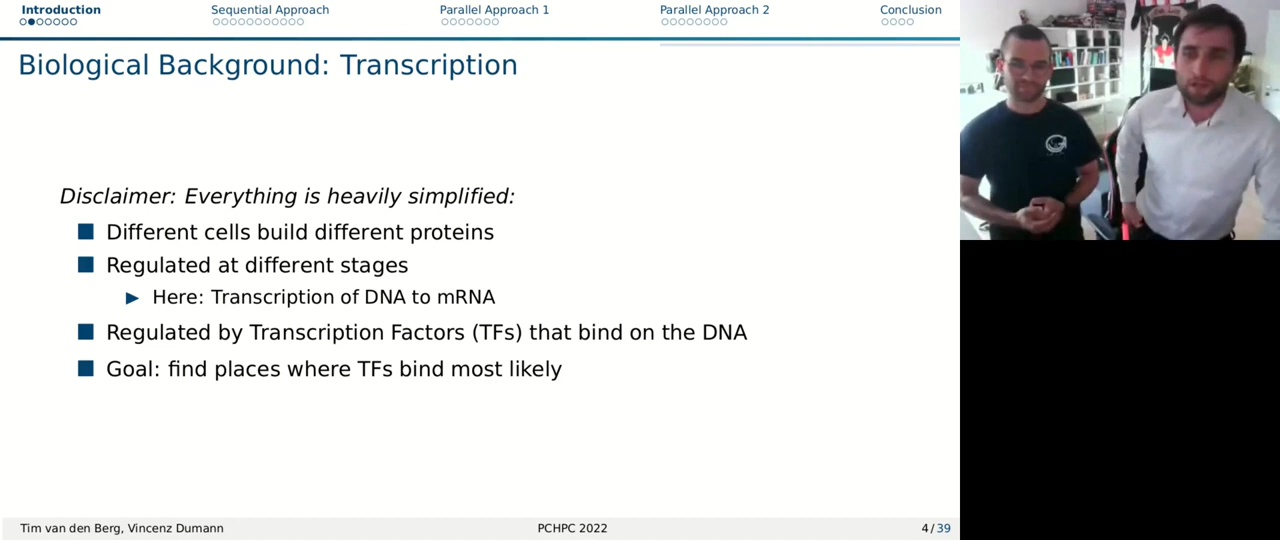 Introduction
Sequential Approach
Parallel Approach 1
Parallel Approach 2
Conclusion
Biological Background: Transcription
Disclaimer: Everything is heavily simplified:
Different cells build different proteins
Regulated at different stages
Here: Transcription of DNA to mRNA
Regulated by Transcription Factors (TFs) that bind on the DNA
Goal: find places where TFs bind most likely
Tim van den Berg, Vincenz Dumann
PCHPC 2022
4/39